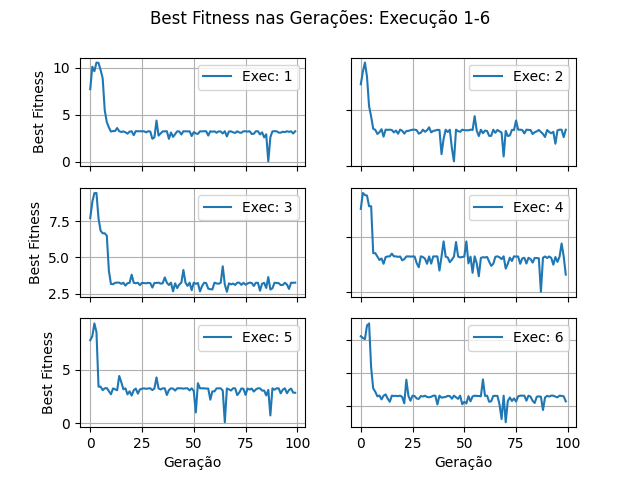 Best Fitness nas Gerações: Execução 1-6
Best Fitness
10
5
0
Exec: 1
Exec: 2
Best Fitness
7.5
5.0
2.5
Exec: 3
Exec: 4
Best Fitness
5
0
Exec: 5
Exec: 6
0 25 50 75 100
0 25 50 75 100
Geração
Geração